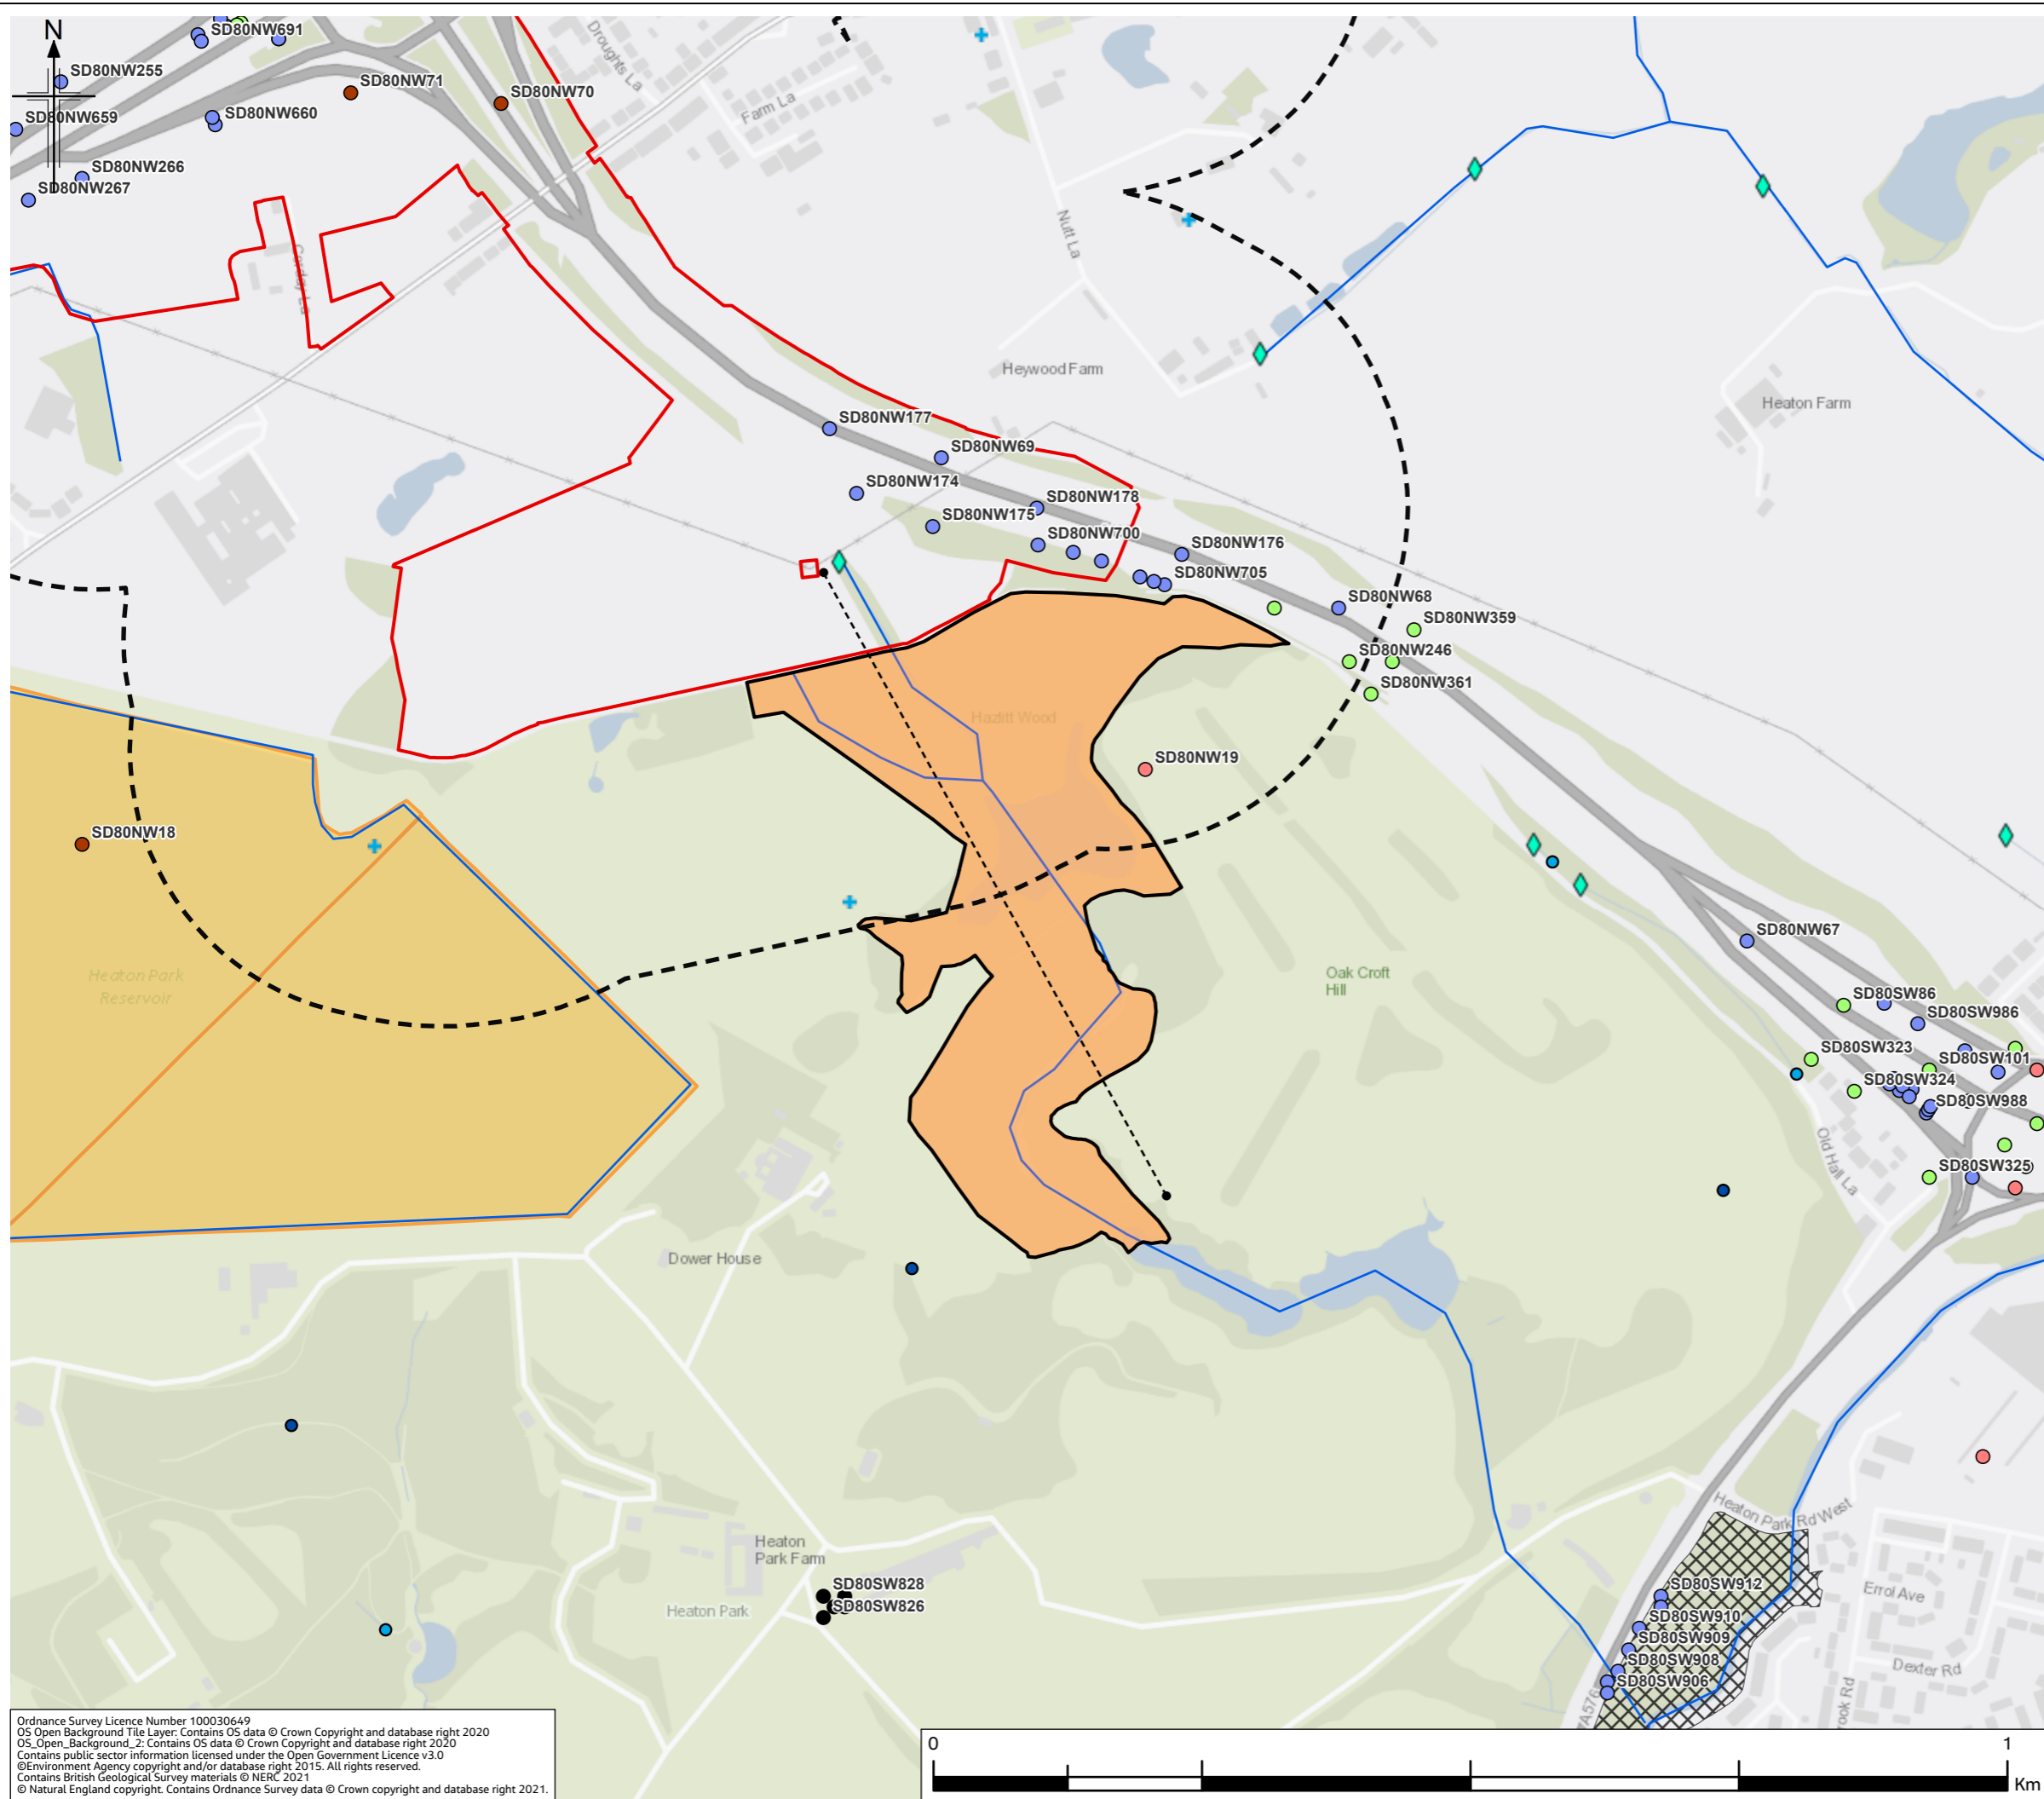 N
SD80NW691
SD80NW255
SD80NW71
SD80NW70
SD80NW659
SD80NW660
SD80NW266
SD80NW267
Droughts La
Farm La
Corday La
Nutt La
Heywood Farm
Heaton Farm
SD80NW177
SD80NW69
SD80NW174
SD80NW178
SD80NW175
SD80NW700
SD80NW176
SD80NW705
SD80NW68
SD80NW359
SD80NW246
SD80NW361
Hazlitt Wood
SD80NW19
SD80NW18
Heaton Park
Reservoir
Oak Croft
Hill
SD80NW67
SD80SW86
SD80SW986
SD80SW323
SD80SW101
SD80SW324
SD80SW988
SD80SW325
Old Hall La
Dower House
Heaton
Park Farm
SD80SW828
SD80SW826
Heaton Park
Heaton Park Rd West
Errol Ave
SD80SW912
SD80SW910
SD80SW909
SD80SW908
SD80SW906
Dexter Rd
A576
Ordnance Survey Licence Number 100030649
OS Open Background Tile Layer: Contains OS data © Crown Copyright and database right 2020
OS_Open_Background_2: Contains OS data © Crown Copyright and database right 2020
Contains public sector information licensed under the Open Government Licence v3.0
©Environment Agency copyright and/or database right 2015. All rights reserved.
Contains British Geological Survey materials © NERC 2021
© Natural England copyright. Contains Ordnance Survey data © Crown copyright and database right 2021.
0 1
Km